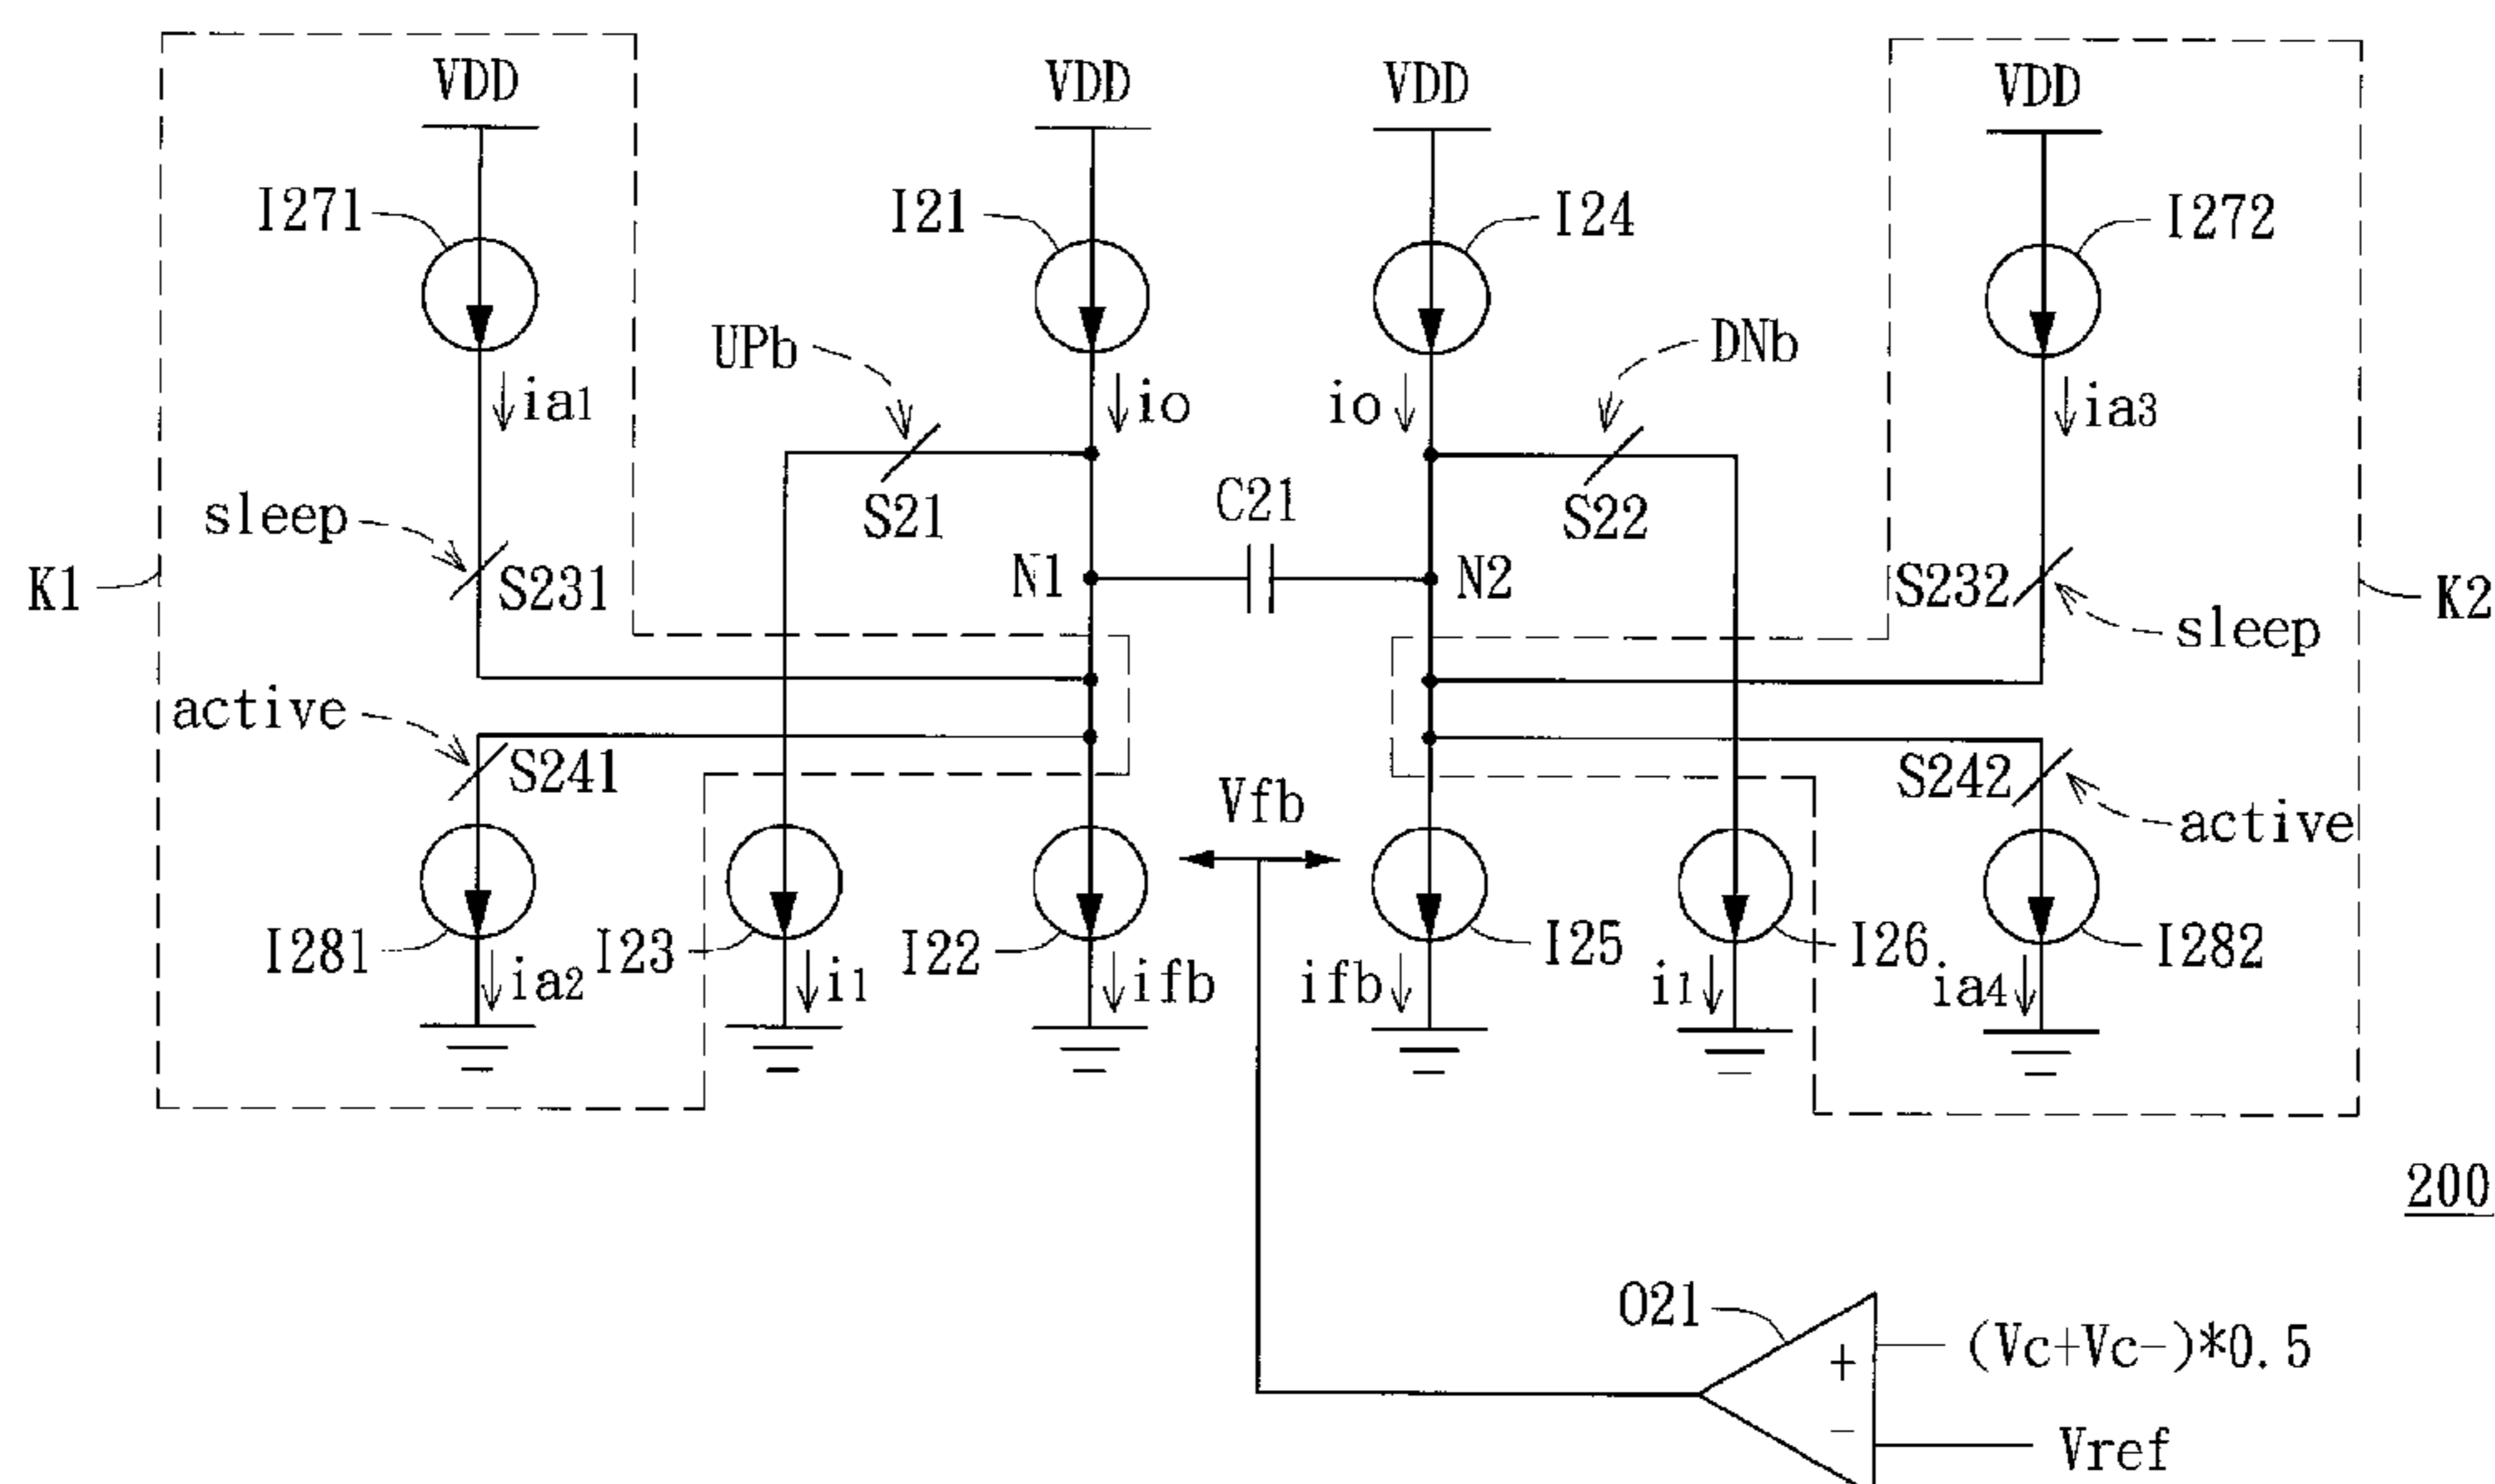 VDD VDD VDD VDD
I271 I21 I24 I272
UPb DNb
ia1 io io ia3
sleep S21 C21 S22
K1 S231 N1 N2 S232 K2
sleep
active
S241 Vfb S242
active
I281 ia2 I23 i1 I22 ifb ifb I25 i1 I26 ia4 I282
200
O21
+ (Vc+Vc-)*0.5
- Vref